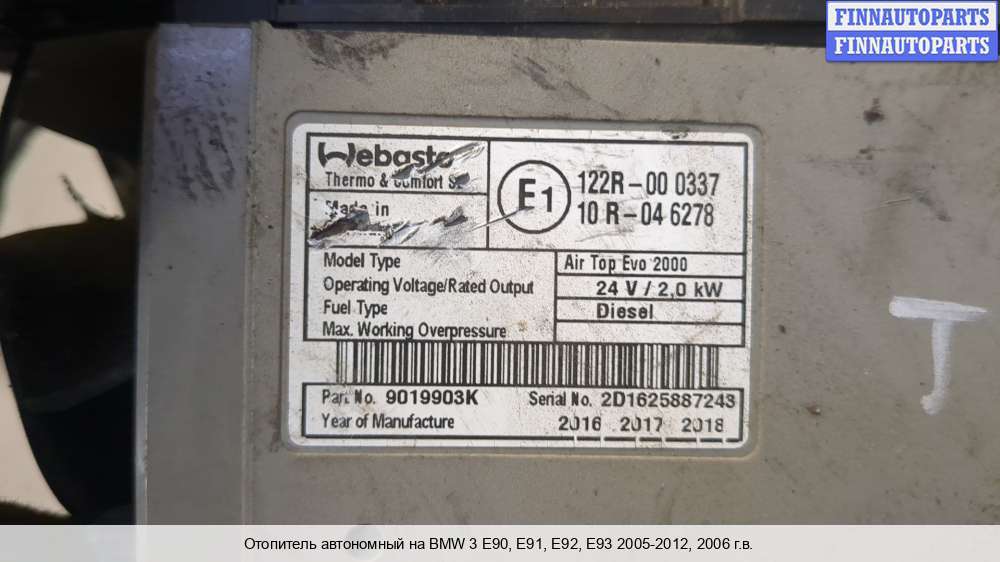 FINNAUTOPARTS
FINNAUTOPARTS
Webasto
Thermo & Comfort SE
Made in
E1
122R-00 0337
10 R-04 6278
Model Type
Air Top Evo 2000
Operating Voltage/Rated Output
24 V / 2,0 kW
Fuel Type
Diesel
Max. Working Overpressure
Part No. 9019903K Serial No. 2D1625887243
Year of Manufacture 2016 2017 2018
T
Отопитель автономный на BMW 3 E90, E91, E92, E93 2005-2012, 2006 г.в.